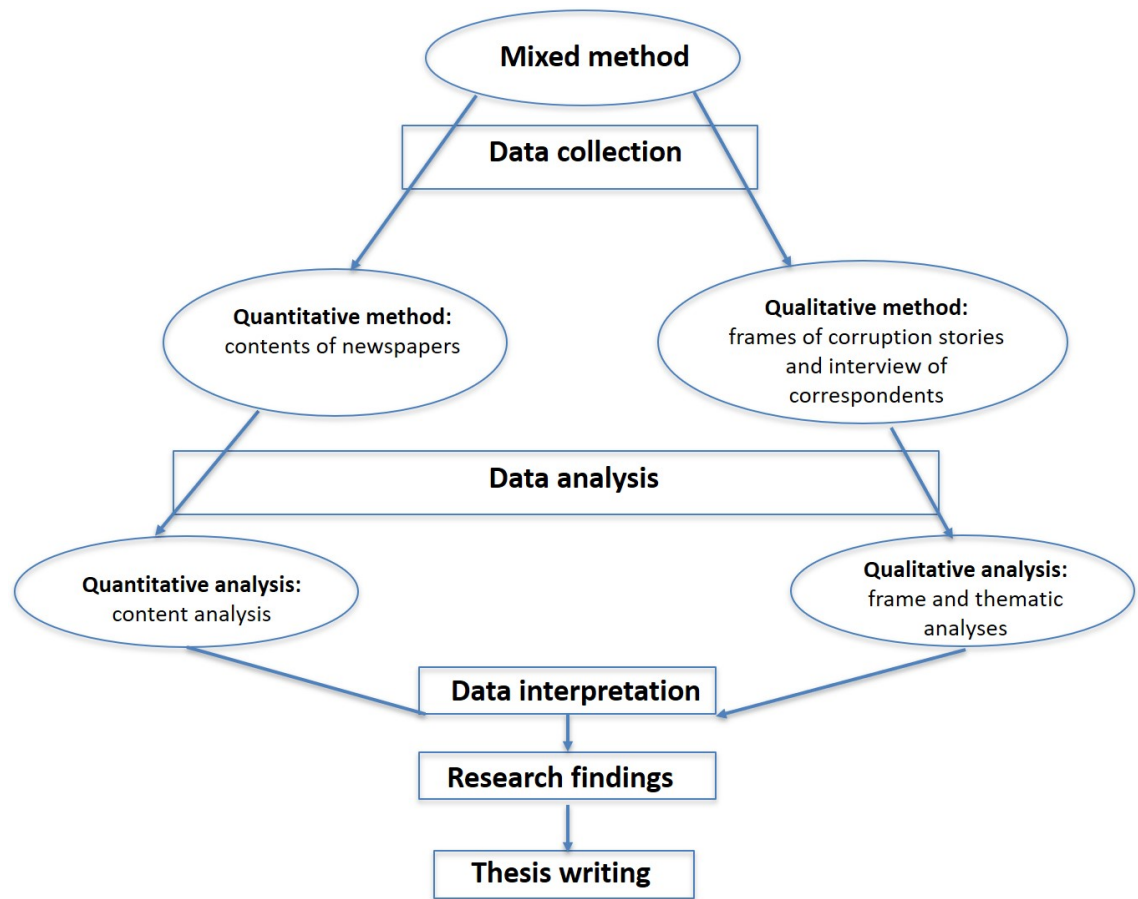 Mixed method
Data collection
Quantitative method:
contents of newspapers
Qualitative method:
frames of corruption stories
and interview of
correspondents
Data analysis
Quantitative analysis:
content analysis
Qualitative analysis:
frame and thematic
analyses
Data interpretation
Research findings
Thesis writing